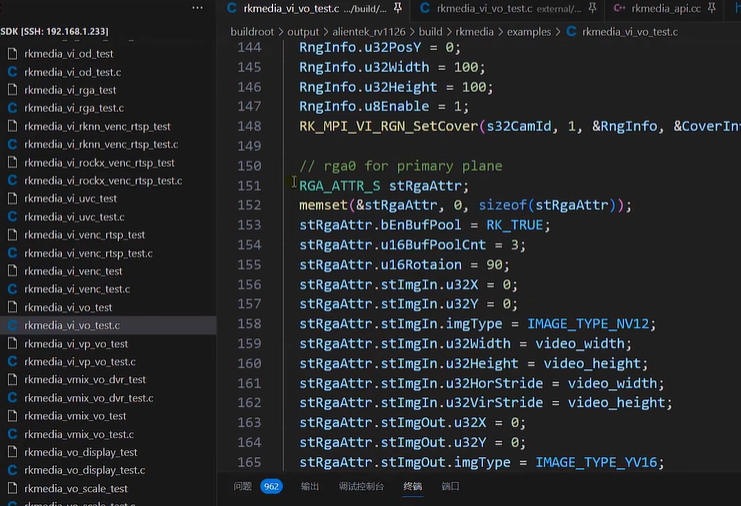 SDK [SSH: 192.168.1.233]
rkmedia_vi_od_test
rkmedia_vi_od_test.c
rkmedia_vi_rga_test
rkmedia_vi_rga_test.c
rkmedia_vi_rknn_venc_rtsp_test
rkmedia_vi_rknn_venc_rtsp_test.c
rkmedia_vi_rockx_venc_rtsp_test
rkmedia_vi_rockx_venc_rtsp_test.c
rkmedia_vi_uvc_test
rkmedia_vi_uvc_test.c
rkmedia_vi_venc_rtsp_test
rkmedia_vi_venc_rtsp_test.c
rkmedia_vi_venc_test
rkmedia_vi_venc_test.c
rkmedia_vi_vo_test
rkmedia_vi_vo_test.c
rkmedia_vi_vp_vo_test
rkmedia_vi_vp_vo_test.c
rkmedia_vmix_vo_dvr_test
rkmedia_vmix_vo_dvr_test.c
rkmedia_vmix_vo_test
rkmedia_vmix_vo_test.c
rkmedia_vo_display_test
rkmedia_vo_display_test.c
rkmedia_vo_scale_test
rkmedia_vi_vo_test.c .../build/...
rkmedia_vi_vo_test.c external/...
rkmedia_api.cc
buildroot > output > alientek_rv1126 > build > rkmedia > examples > rkmedia_vi_vo_test.c
144 RngInfo.u32PosY = 0;
145 RngInfo.u32Width = 100;
146 RngInfo.u32Height = 100;
147 RngInfo.u8Enable = 1;
148 RK_MPI_VI_RGN_SetCover(s32CamId, 1, &RngInfo, &CoverIn
149
150 // rga0 for primary plane
151 RGA_ATTR_S stRgaAttr;
152 memset(&stRgaAttr, 0, sizeof(stRgaAttr));
153 stRgaAttr.bEnBufPool = RK_TRUE;
154 stRgaAttr.u16BufPoolCnt = 3;
155 stRgaAttr.u16Rotaion = 90;
156 stRgaAttr.stImgIn.u32X = 0;
157 stRgaAttr.stImgIn.u32Y = 0;
158 stRgaAttr.stImgIn.imgType = IMAGE_TYPE_NV12;
159 stRgaAttr.stImgIn.u32Width = video_width;
160 stRgaAttr.stImgIn.u32Height = video_height;
161 stRgaAttr.stImgIn.u32HorStride = video_width;
162 stRgaAttr.stImgIn.u32VirStride = video_height;
163 stRgaAttr.stImgOut.u32X = 0;
164 stRgaAttr.stImgOut.u32Y = 0;
165 stRgaAttr.stImgOut.imgType = IMAGE_TYPE_YV16;
问题 962 输出 调试控制台 终端 端口